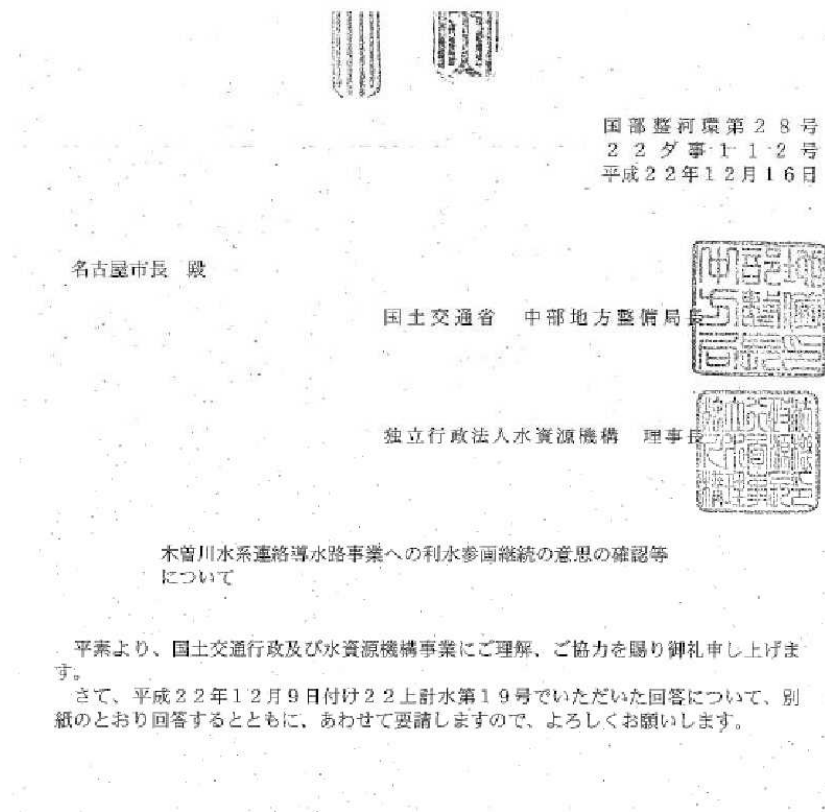 国部整河環第２８号
２２ダ事１１２号
平成２２年１２月１６日
名古屋市長　殿
国土交通省　中部地方整備局長
独立行政法人水資源機構　理事長
木曽川水系連絡導水路事業への利水参画継続の意思の確認等
について
平素より、国土交通行政及び水資源機構事業にご理解、ご協力を賜り御礼申し上げま
す。
さて、平成２２年１２月９日付け２２上計水第１９号でいただいた回答について、別
紙のとおり回答するとともに、あわせて要請しますので、よろしくお願いします。